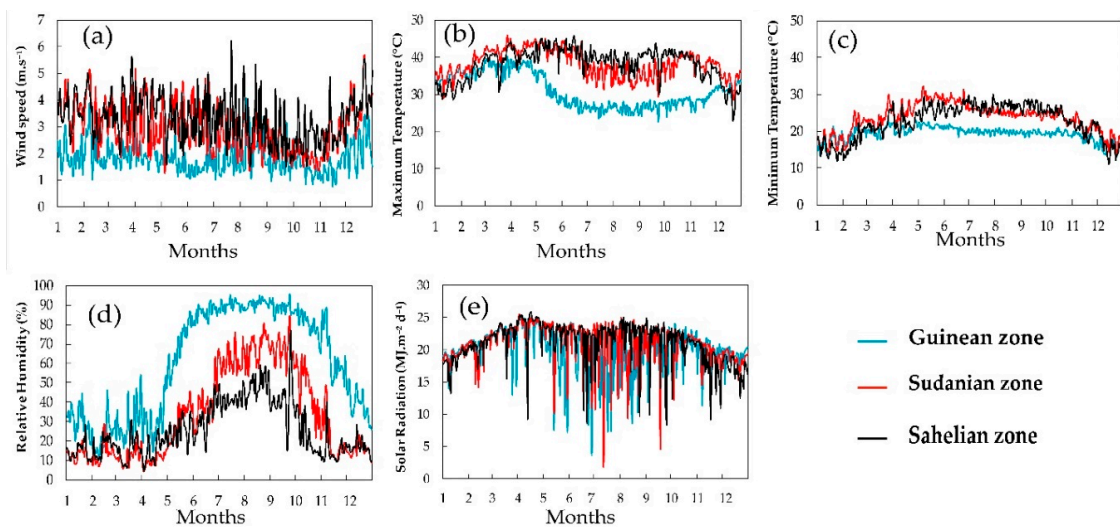 (a)
Wind speed (m.s⁻¹)
7
6
5
4
3
2
1
0
1 2 3 4 5 6 7 8 9 10 11 12
Months
(b)
Maximum Temperature (°C)
50
40
30
20
10
0
1 2 3 4 5 6 7 8 9 10 11 12
Months
(c)
Minimum Temperature (°C)
50
40
30
20
10
0
1 2 3 4 5 6 7 8 9 10 11 12
Months
(d)
Relative Humidity (%)
100
90
80
70
60
50
40
30
20
10
0
1 2 3 4 5 6 7 8 9 10 11 12
Months
(e)
Solar Radiation (MJ.m⁻² d⁻¹)
30
25
20
15
10
5
0
1 2 3 4 5 6 7 8 9 10 11 12
Months
Guinean zone
Sudanian zone
Sahelian zone